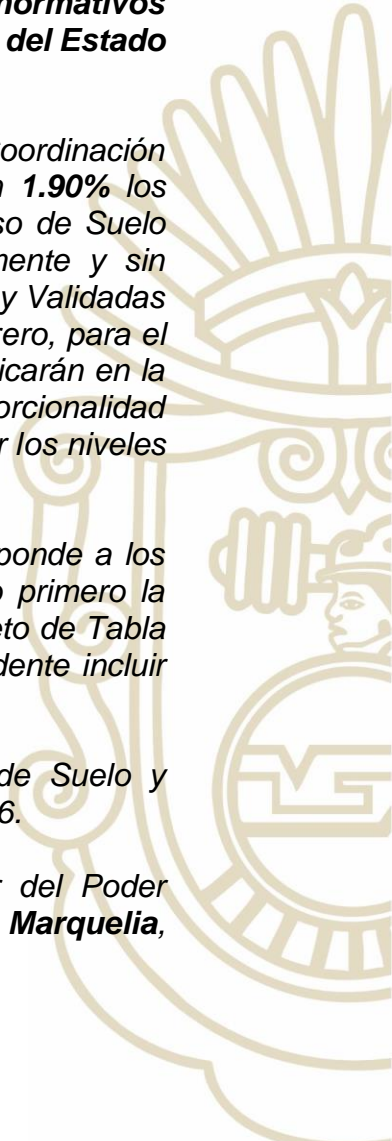 normativos
del Estado
oordinación
1.90% los
so de Suelo
mente y sin
y Validadas
rero, para el
icarán en la
orcionalidad
r los niveles
ponde a los
o primero la
eto de Tabla
dente incluir
de Suelo y
6.
r del Poder
Marquelia,